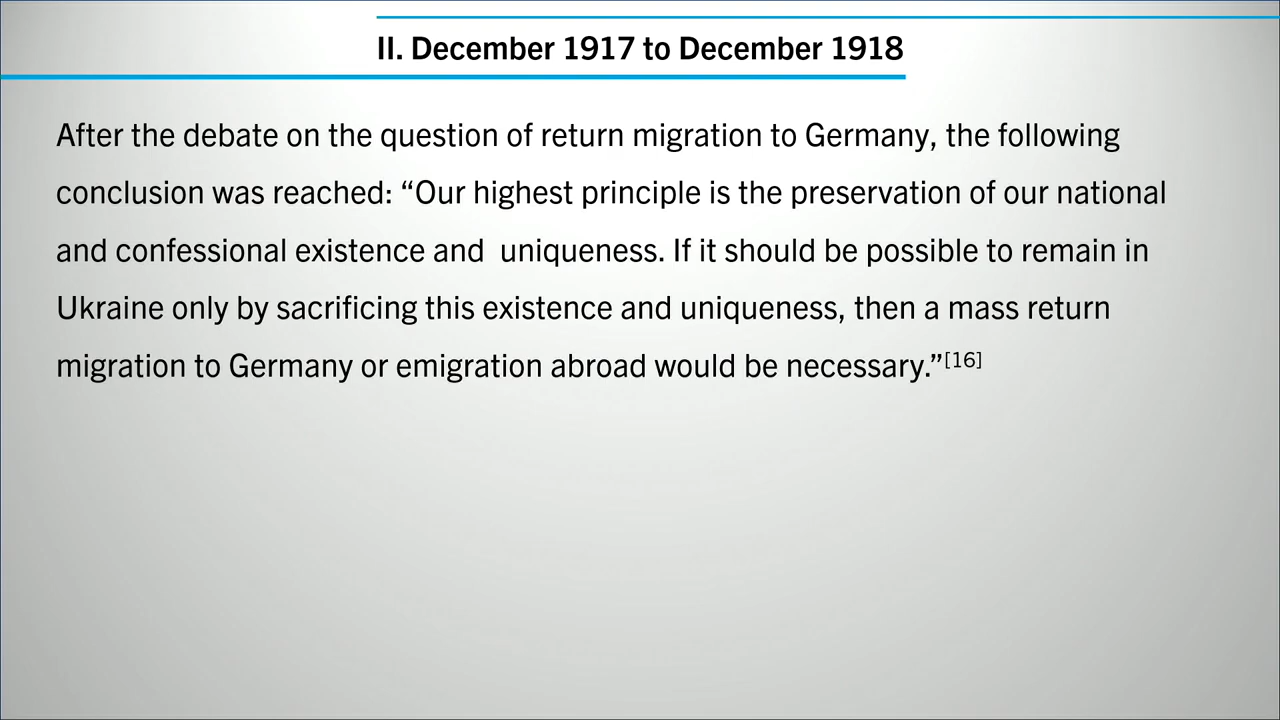 II. December 1917 to December 1918
After the debate on the question of return migration to Germany, the following
conclusion was reached: “Our highest principle is the preservation of our national
and confessional existence and  uniqueness. If it should be possible to remain in
Ukraine only by sacrificing this existence and uniqueness, then a mass return
migration to Germany or emigration abroad would be necessary.”[16]